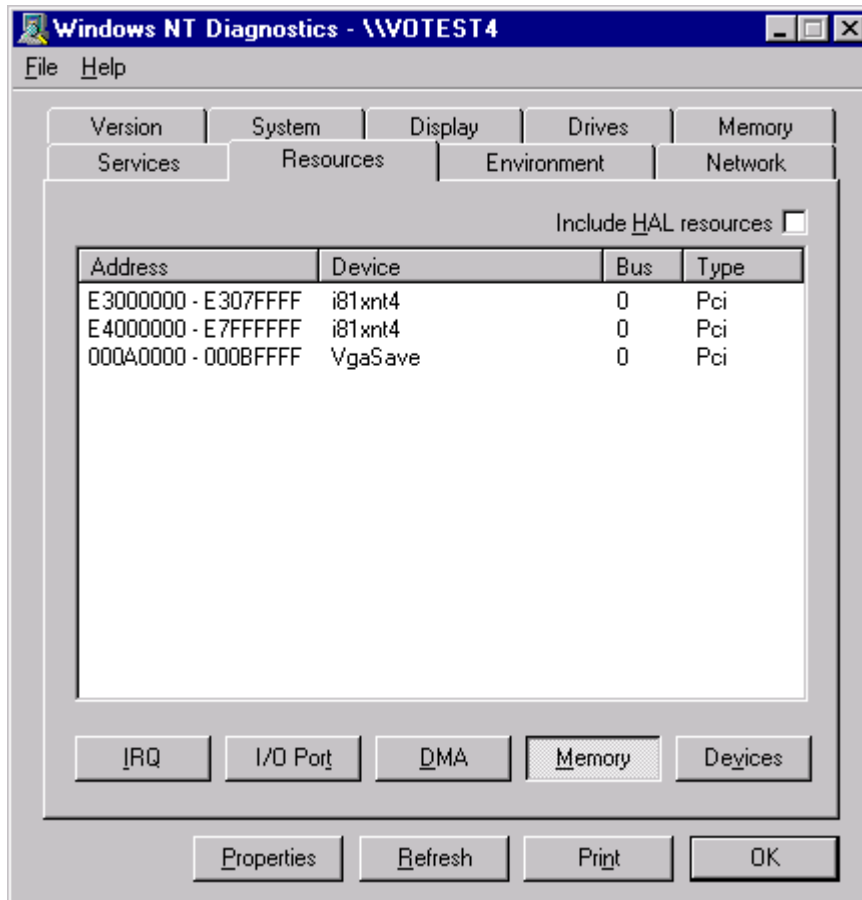 Windows NT Diagnostics - \\VOTEST4
File Help
Version System Display Drives Memory
Services Resources Environment Network
Include HAL resources
Address Device Bus Type
E3000000 - E307FFFF i81xnt4 0 Pci
E4000000 - E7FFFFFF i81xnt4 0 Pci
000A0000 - 000BFFFF VgaSave 0 Pci
IRQ I/O Port DMA Memory Devices
Properties Refresh Print OK